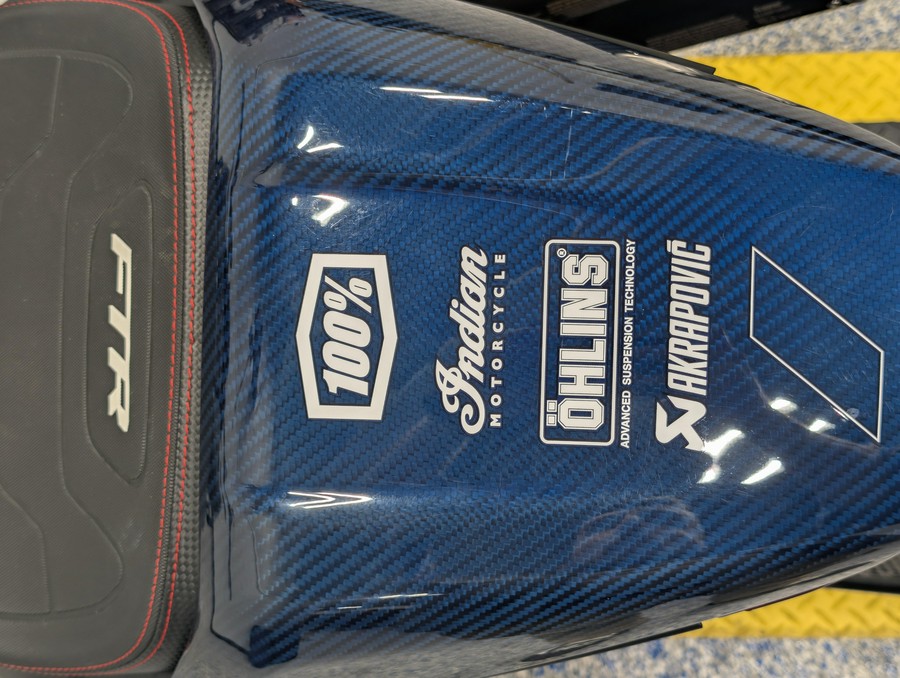 FTR
100%
Indian
MOTORCYCLE
ÖHLINS®
ADVANCED SUSPENSION TECHNOLOGY
AKRAPOVIČ